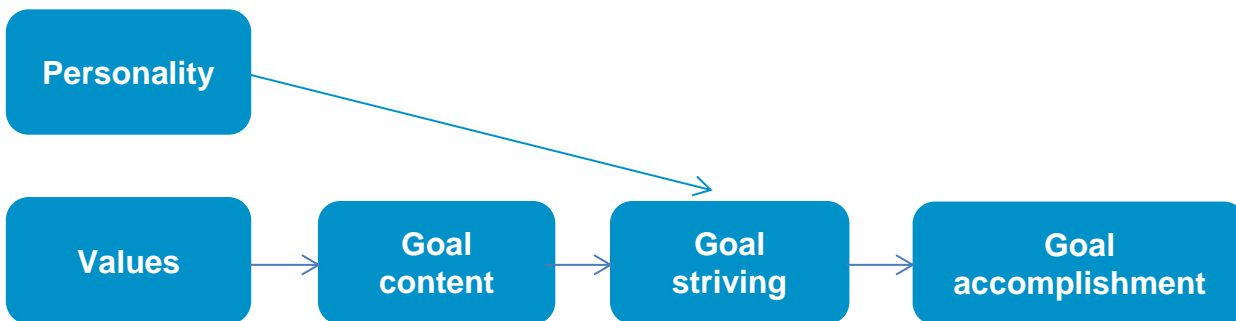 Personality
Values
Goal
content
Goal
striving
Goal
accomplishment